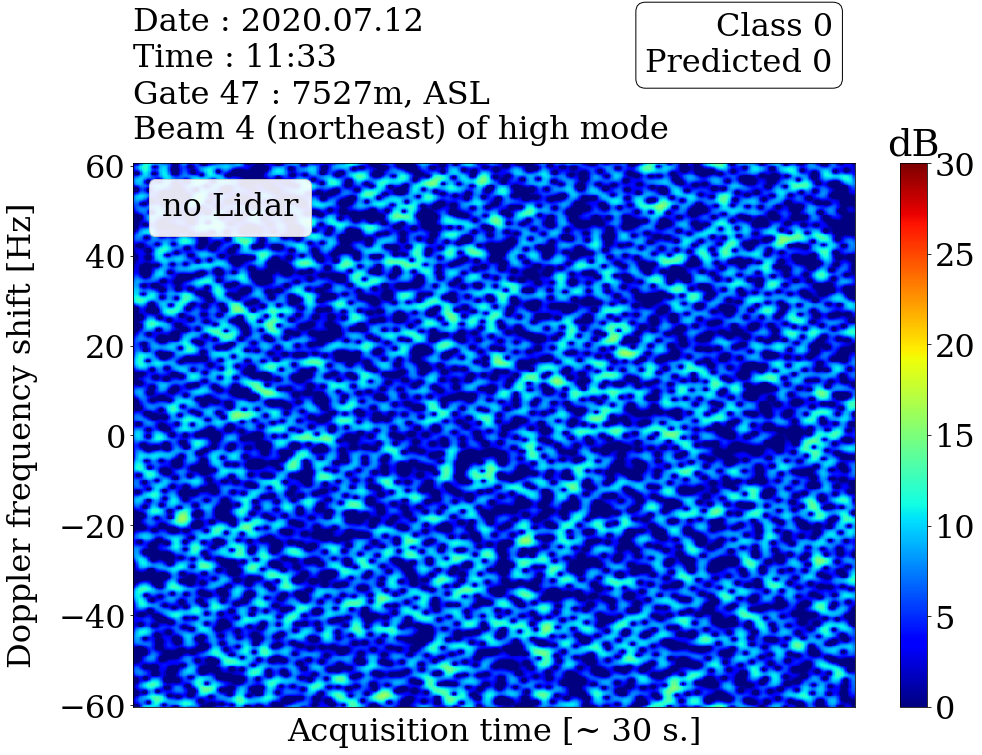 Date : 2020.07.12
Time : 11:33
Gate 47 : 7527m, ASL
Beam 4 (northeast) of high mode
Class 0
Predicted 0
dB
no Lidar
Doppler frequency shift [Hz]
60
40
20
0
−20
−40
−60
Acquisition time [~ 30 s.]
30
25
20
15
10
5
0